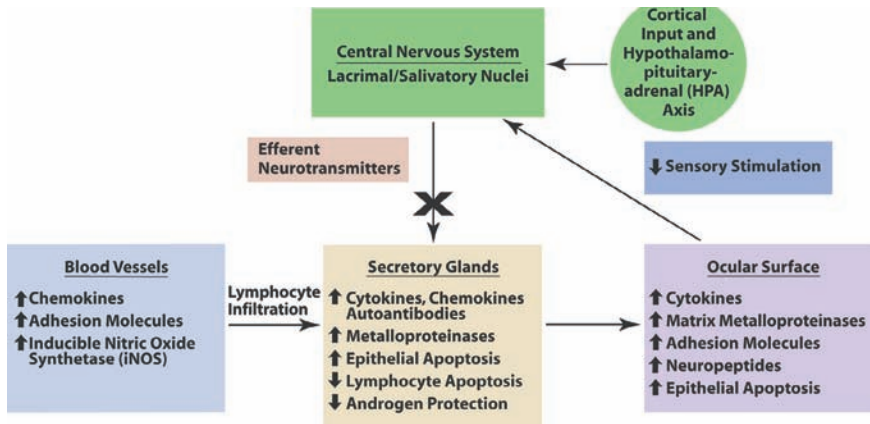 Central Nervous System
Lacrimal/Salivatory Nuclei
Cortical
Input and
Hypothalamo-
pituitary-
adrenal (HPA)
Axis
Efferent
Neurotransmitters
↓ Sensory Stimulation
Blood Vessels
↑ Chemokines
↑ Adhesion Molecules
↑ Inducible Nitric Oxide
Synthetase (iNOS)
Lymphocyte
Infiltration
Secretory Glands
↑ Cytokines, Chemokines
Autoantibodies
↑ Metalloproteinases
↑ Epithelial Apoptosis
↓ Lymphocyte Apoptosis
↓ Androgen Protection
Ocular Surface
↑ Cytokines
↑ Matrix Metalloproteinases
↑ Adhesion Molecules
↑ Neuropeptides
↑ Epithelial Apoptosis